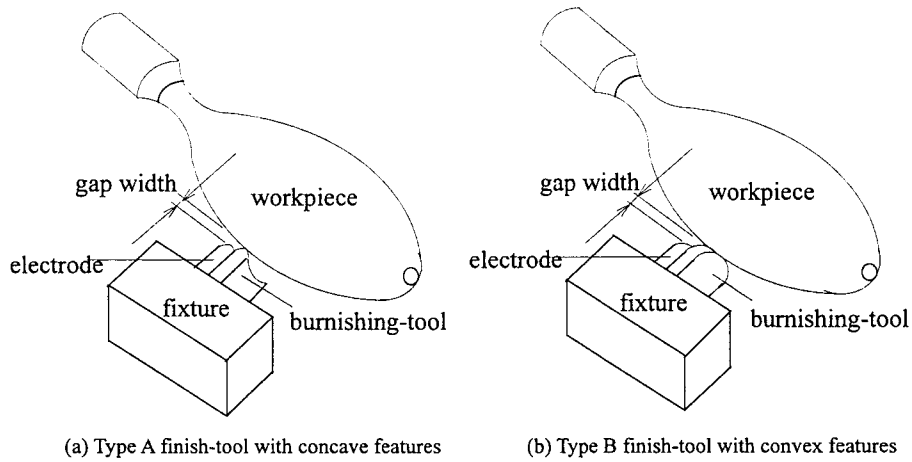 gap width
workpiece
electrode
fixture
burnishing-tool
(a) Type A finish-tool with concave features
gap width
workpiece
electrode
fixture
burnishing-tool
(b) Type B finish-tool with convex features